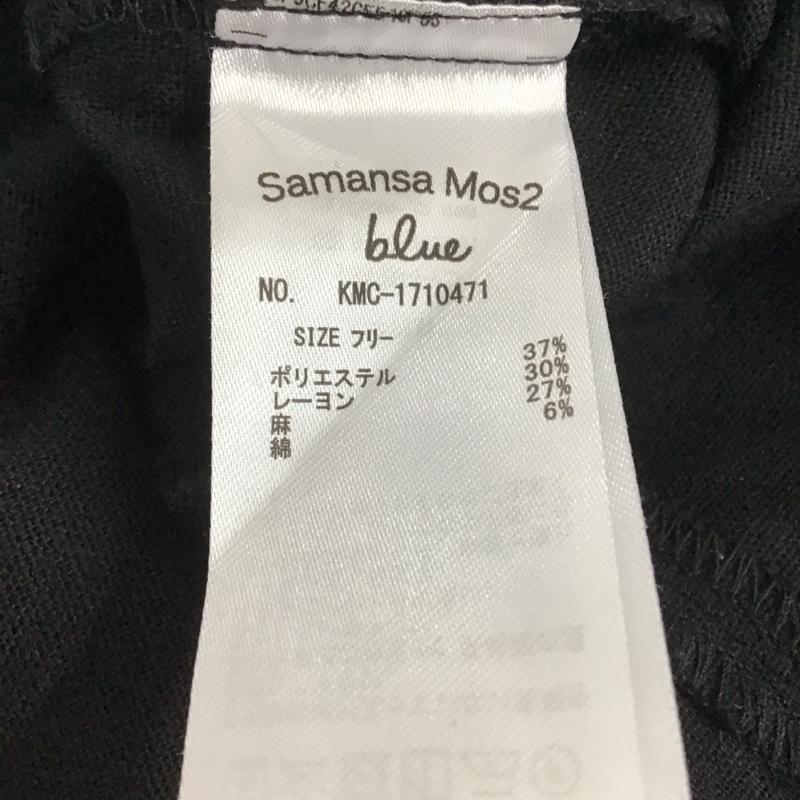 Samansa Mos2
blue
NO. KMC-1710471
SIZE フリー
ポリエステル 37%
レーヨン 30%
麻 27%
綿 6%